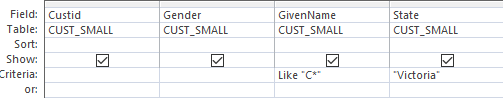 Field: Custid Gender GivenName State
Table: CUST_SMALL CUST_SMALL CUST_SMALL CUST_SMALL
Sort:
Show:
Criteria: Like "C*" "Victoria"
or: